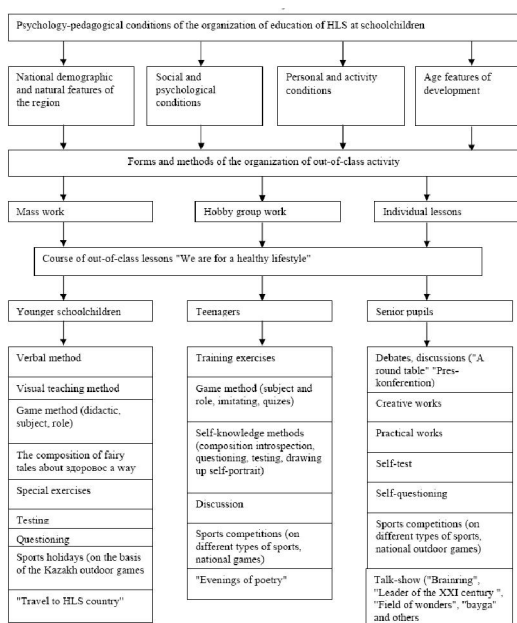 Psychology-pedagogical conditions of the organization of education of HLS at schoolchildren
National demographic
and natural features of
the region
Social and
psychological
conditions
Personal and activity
conditions
Age features of
development
Forms and methods of the organization of out-of-class activity
Mass work
Hobby group work
Individual lessons
Course of out-of-class lessons "We are for a healthy lifestyle"
Younger schoolchildren
Teenagers
Senior pupils
Verbal method
Visual teaching method
Game method (didactic,
subject, role)
The composition of fairy
tales about здоровос a way
Special exercises
Testing
Questioning
Sports holidays (on the basis
of the Kazakh outdoor games
"Travel to HLS country"
Training exercises
Game method (subject and
role, imitating, quizes)
Self-knowledge methods
(composition introspection,
questioning, testing, drawing
up self-portrait)
Discussion
Sports competitions (on
different types of sports,
national games)
"Evenings of poetry"
Debates, discussions ("A
round table" "Pres-
konferention)
Creative works
Practical works
Self-test
Self-questioning
Sports competitions (on
different types of sports,
national outdoor games)
Talk-show ("Brainring",
"Leader of the XXI century ",
"Field of wonders", "bayga"
and others